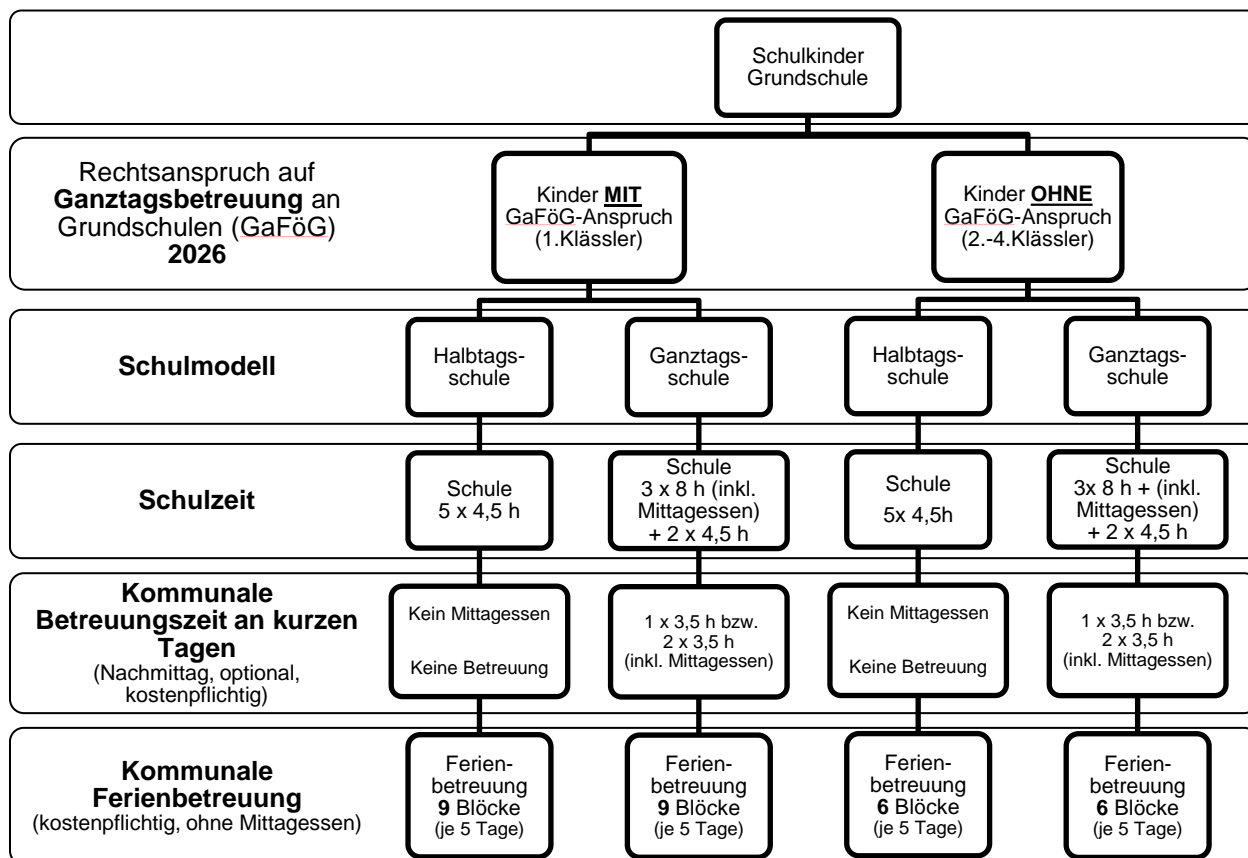 Schulkinder
Grundschule
Rechtsanspruch auf
Ganztagsbetreuung an
Grundschulen (GaFöG)
2026
Kinder MIT
GaFöG-Anspruch
(1.Klässler)
Kinder OHNE
GaFöG-Anspruch
(2.-4.Klässler)
Schulmodell
Halbtags-
schule
Ganztags-
schule
Halbtags-
schule
Ganztags-
schule
Schulzeit
Schule
5 x 4,5 h
Schule
3 x 8 h (inkl.
Mittagessen)
+ 2 x 4,5 h
Schule
5x 4,5h
Schule
3x 8 h + (inkl.
Mittagessen)
+ 2 x 4,5 h
Kommunale
Betreuungszeit an kurzen
Tagen
(Nachmittag, optional,
kostenpflichtig)
Kein Mittagessen
Keine Betreuung
1 x 3,5 h bzw.
2 x 3,5 h
(inkl. Mittagessen)
Kein Mittagessen
Keine Betreuung
1 x 3,5 h bzw.
2 x 3,5 h
(inkl. Mittagessen)
Kommunale
Ferienbetreuung
(kostenpflichtig, ohne Mittagessen)
Ferien-
betreuung
9 Blöcke
(je 5 Tage)
Ferien-
betreuung
9 Blöcke
(je 5 Tage)
Ferien-
betreuung
6 Blöcke
(je 5 Tage)
Ferien-
betreuung
6 Blöcke
(je 5 Tage)